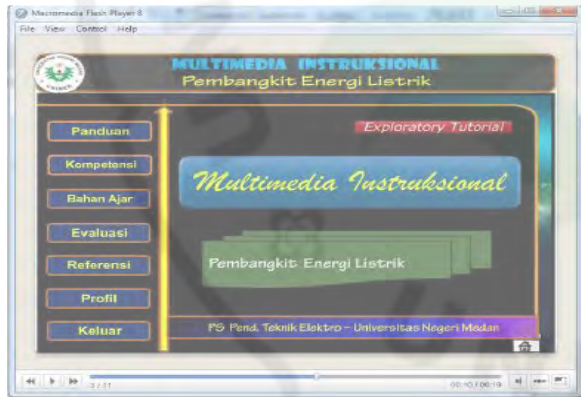 Macromedia Flash Player 8
File View Control Help
MULTIMEDIA INSTRUKSIONAL
Pembangkit Energi Listrik
UNIMED
Panduan
Kompetensi
Bahan Ajar
Evaluasi
Referensi
Profil
Keluar
Exploratory Tutorial
Multimedia Instruksional
Pembangkit Energi Listrik
PS Pend. Teknik Elektro - Universitas Negeri Medan